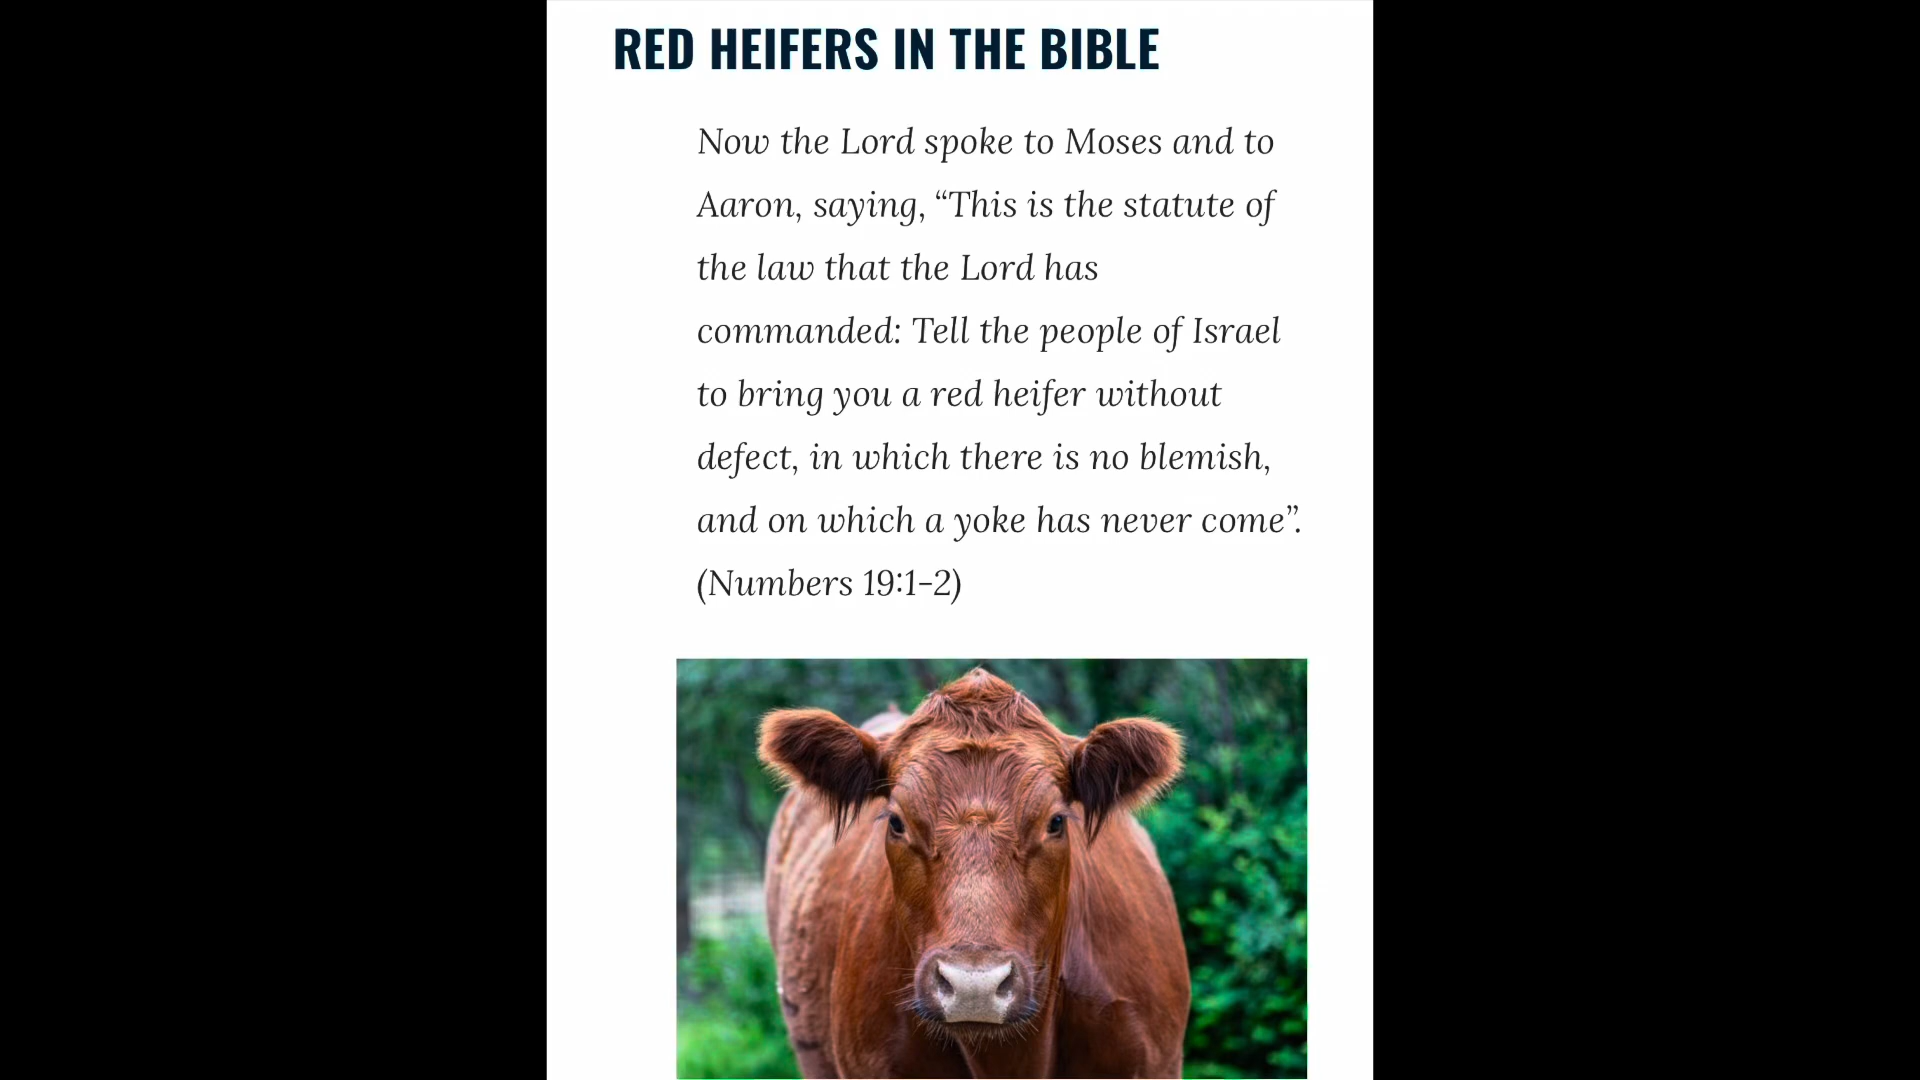 RED HEIFERS IN THE BIBLE
Now the Lord spoke to Moses and to
Aaron, saying, “This is the statute of
the law that the Lord has
commanded: Tell the people of Israel
to bring you a red heifer without
defect, in which there is no blemish,
and on which a yoke has never come”.
(Numbers 19:1-2)